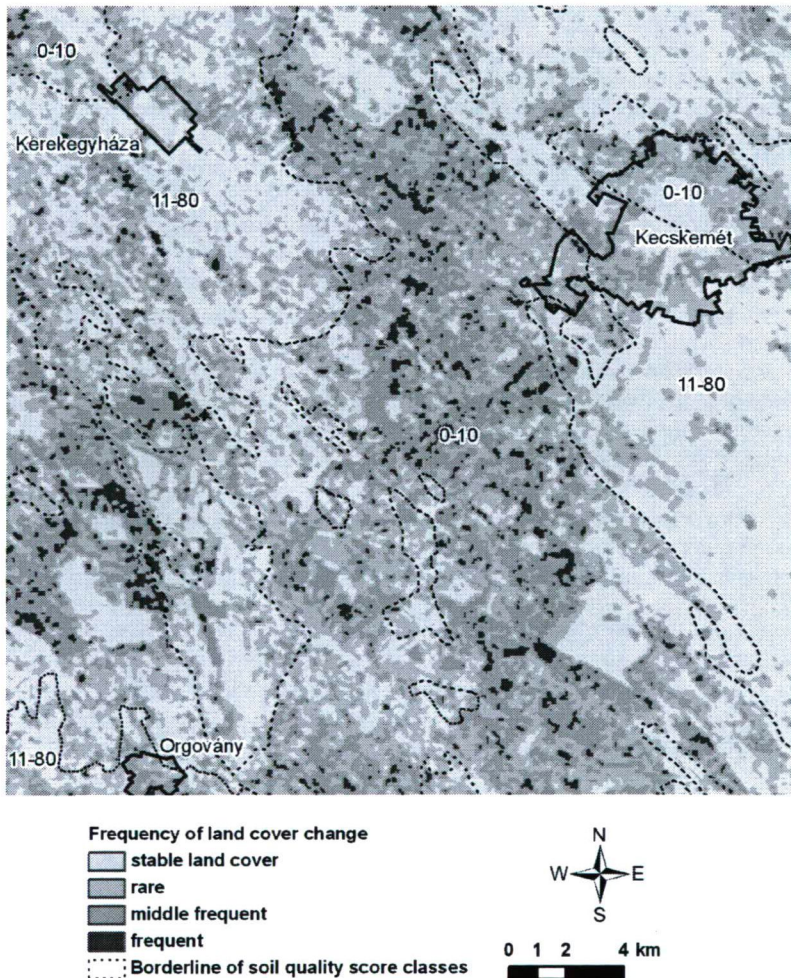 0-10
Kerekegyháza
11-80
0-10
Kecskemét
11-80
0-10
Orgovány
11-80
Frequency of land cover change
stable land cover
rare
middle frequent
frequent
Borderline of soil quality score classes
N
W E
S
0 1 2 4 km